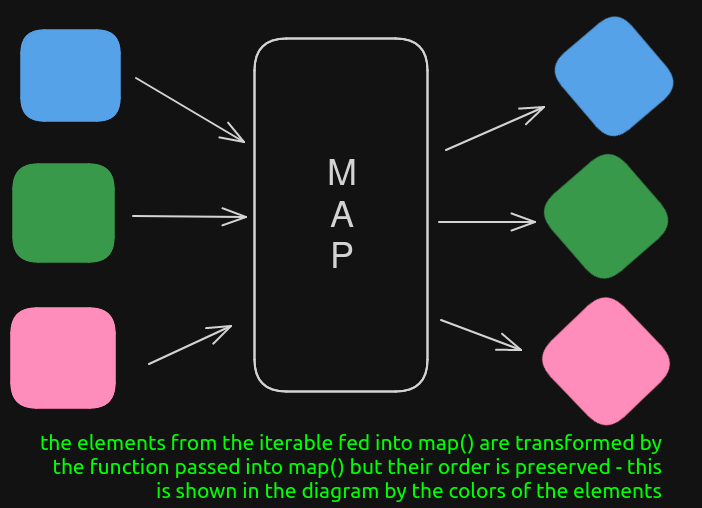 M
A
P
the elements from the iterable fed into map() are transformed by
the function passed into map() but their order is preserved - this
is shown in the diagram by the colors of the elements